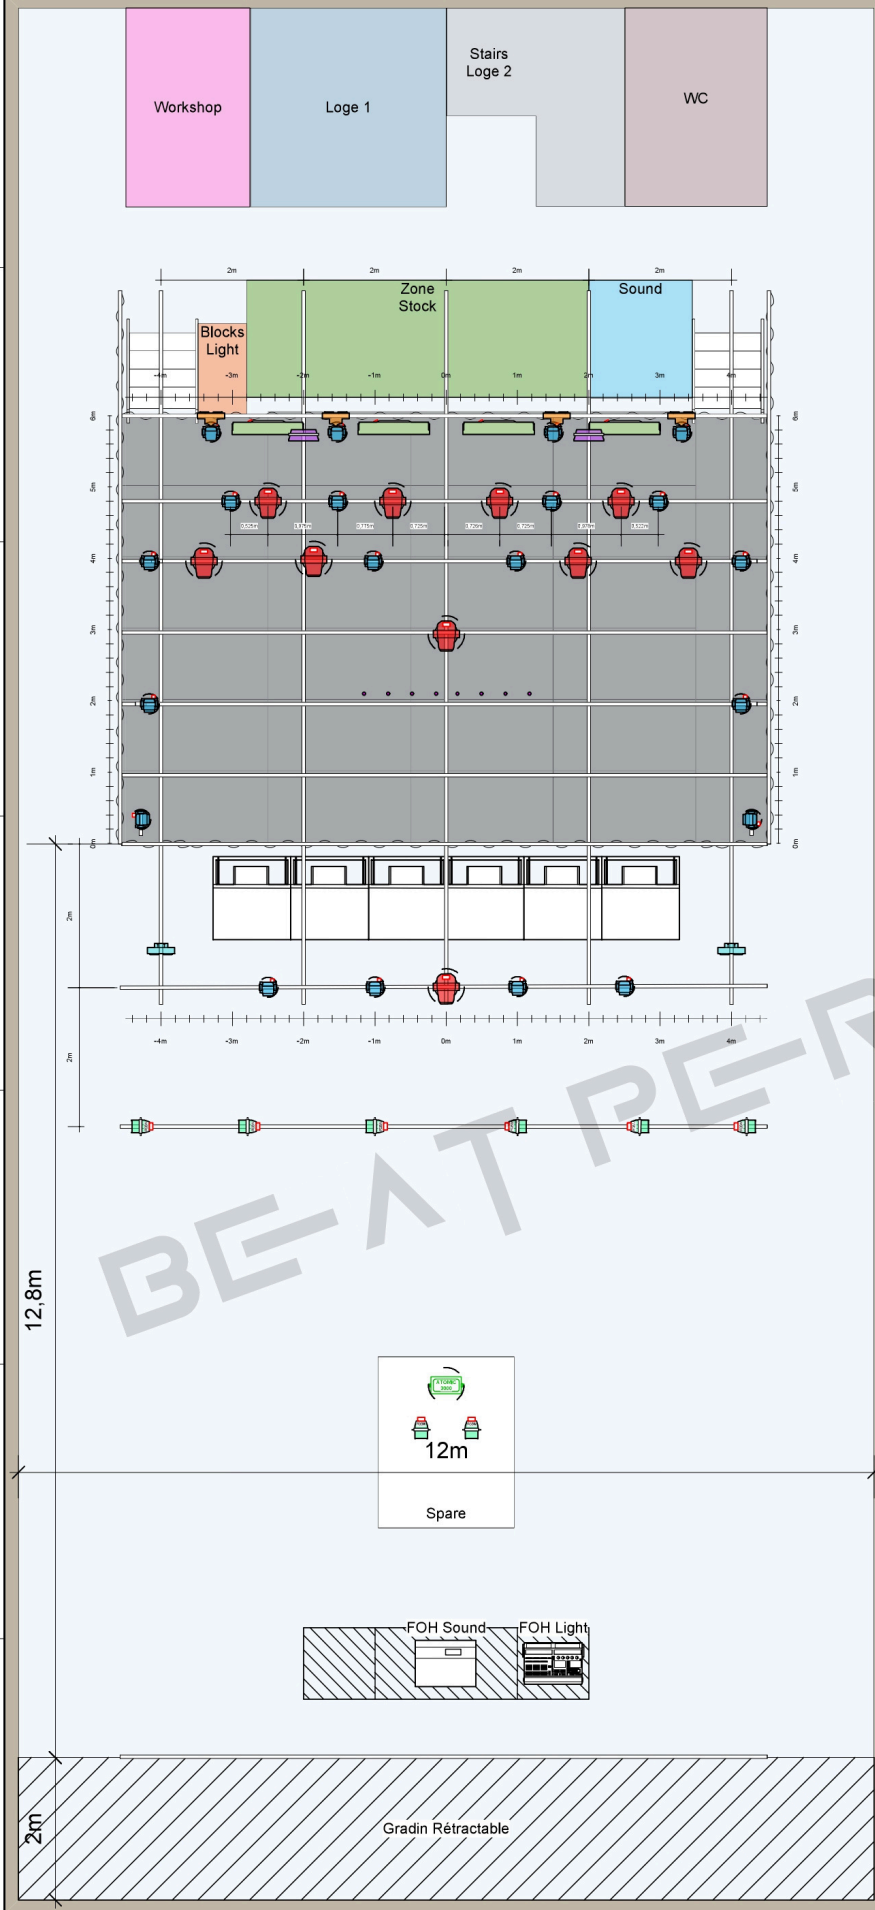 Workshop
Loge 1
Stairs
Loge 2
WC
2m
2m
2m
2m
Zone
Stock
Sound
Blocks
Light
-4m
-3m
-2m
-1m
0m
1m
2m
3m
4m
6m
6m
5m
5m
4m
4m
3m
3m
2m
2m
1m
1m
0m
0m
2m
-4m
-3m
-2m
-1m
0m
1m
2m
3m
4m
2m
BEAT PER
12,8m
ATOMIC
3000
12m
Spare
FOH Sound
FOH Light
2m
Gradin Rétractable